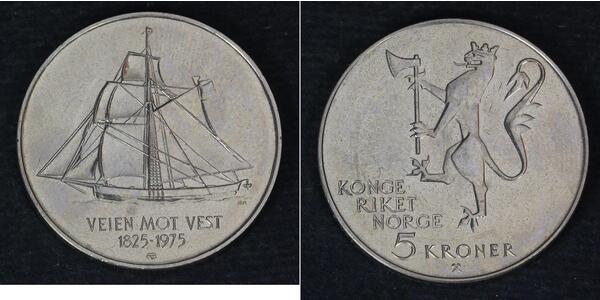 VEIEN MOT VEST
1825-1975
KONGE
RIKET
NORGE
5 KRONER